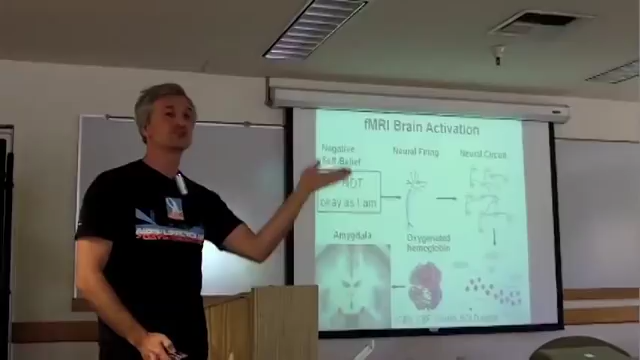 fMRI Brain Activation
Negative
Self Belief
Neural Firing
Neural Circuit
NOT
okay as I am
Amygdala
Oxygenated
hemoglobin